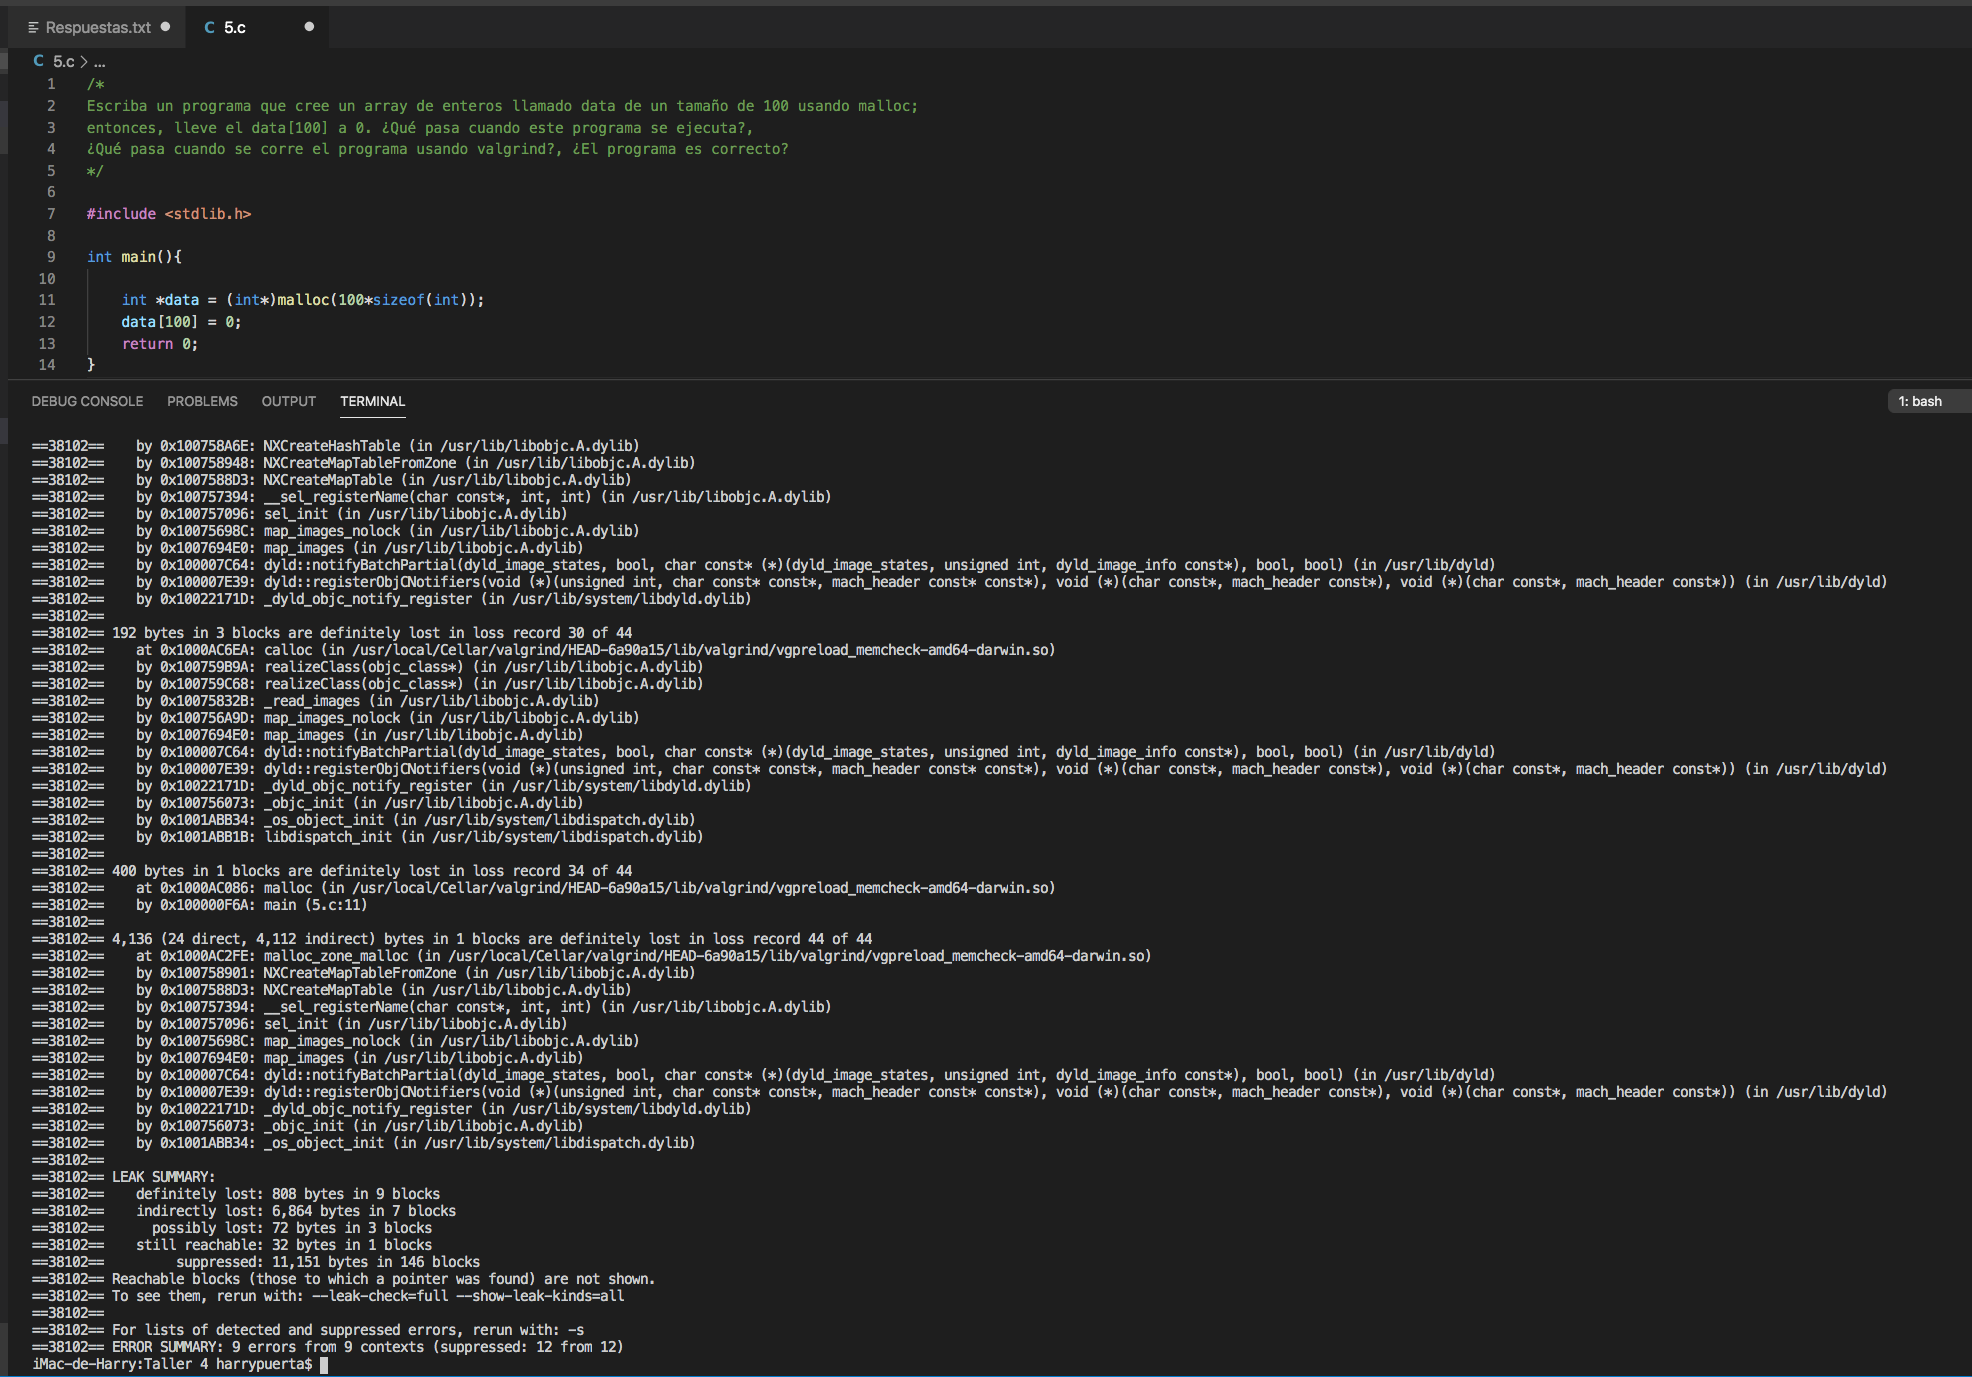 Respuestas.txt
C 5.c
C 5.c > ...
1 /*
2 Escriba un programa que cree un array de enteros llamado data de un tamaño de 100 usando malloc;
3 entonces, lleve el data[100] a 0. ¿Qué pasa cuando este programa se ejecuta?,
4 ¿Qué pasa cuando se corre el programa usando valgrind?, ¿El programa es correcto?
5 */
6
7 #include <stdlib.h>
8
9 int main(){
10
11 int *data = (int*)malloc(100*sizeof(int));
12 data[100] = 0;
13 return 0;
14 }
DEBUG CONSOLE PROBLEMS OUTPUT TERMINAL 1: bash
==38102== by 0x100758A6E: NXCreateHashTable (in /usr/lib/libobjc.A.dylib)
==38102== by 0x100758948: NXCreateMapTableFromZone (in /usr/lib/libobjc.A.dylib)
==38102== by 0x1007588D3: NXCreateMapTable (in /usr/lib/libobjc.A.dylib)
==38102== by 0x100757394: __sel_registerName(char const*, int, int) (in /usr/lib/libobjc.A.dylib)
==38102== by 0x100757096: sel_init (in /usr/lib/libobjc.A.dylib)
==38102== by 0x10075698C: map_images_nolock (in /usr/lib/libobjc.A.dylib)
==38102== by 0x1007694E0: map_images (in /usr/lib/libobjc.A.dylib)
==38102== by 0x100007C64: dyld::notifyBatchPartial(dyld_image_states, bool, char const* (*)(dyld_image_states, unsigned int, dyld_image_info const*), bool, bool) (in /usr/lib/dyld)
==38102== by 0x100007E39: dyld::registerObjCNotifiers(void (*)(unsigned int, char const* const*, mach_header const* const*), void (*)(char const*, mach_header const*), void (*)(char const*, mach_header const*)) (in /usr/lib/dyld)
==38102== by 0x10022171D: _dyld_objc_notify_register (in /usr/lib/system/libdyld.dylib)
==38102==
==38102== 192 bytes in 3 blocks are definitely lost in loss record 30 of 44
==38102== at 0x1000AC6EA: calloc (in /usr/local/Cellar/valgrind/HEAD-6a90a15/lib/valgrind/vgpreload_memcheck-amd64-darwin.so)
==38102== by 0x100759B9A: realizeClass(objc_class*) (in /usr/lib/libobjc.A.dylib)
==38102== by 0x100759C68: realizeClass(objc_class*) (in /usr/lib/libobjc.A.dylib)
==38102== by 0x10075832B: _read_images (in /usr/lib/libobjc.A.dylib)
==38102== by 0x100756A9D: map_images_nolock (in /usr/lib/libobjc.A.dylib)
==38102== by 0x1007694E0: map_images (in /usr/lib/libobjc.A.dylib)
==38102== by 0x100007C64: dyld::notifyBatchPartial(dyld_image_states, bool, char const* (*)(dyld_image_states, unsigned int, dyld_image_info const*), bool, bool) (in /usr/lib/dyld)
==38102== by 0x100007E39: dyld::registerObjCNotifiers(void (*)(unsigned int, char const* const*, mach_header const* const*), void (*)(char const*, mach_header const*), void (*)(char const*, mach_header const*)) (in /usr/lib/dyld)
==38102== by 0x10022171D: _dyld_objc_notify_register (in /usr/lib/system/libdyld.dylib)
==38102== by 0x100756073: _objc_init (in /usr/lib/libobjc.A.dylib)
==38102== by 0x1001ABB34: _os_object_init (in /usr/lib/system/libdispatch.dylib)
==38102== by 0x1001ABB1B: libdispatch_init (in /usr/lib/system/libdispatch.dylib)
==38102==
==38102== 400 bytes in 1 blocks are definitely lost in loss record 34 of 44
==38102== at 0x1000AC086: malloc (in /usr/local/Cellar/valgrind/HEAD-6a90a15/lib/valgrind/vgpreload_memcheck-amd64-darwin.so)
==38102== by 0x100000F6A: main (5.c:11)
==38102==
==38102== 4,136 (24 direct, 4,112 indirect) bytes in 1 blocks are definitely lost in loss record 44 of 44
==38102== at 0x1000AC2FE: malloc_zone_malloc (in /usr/local/Cellar/valgrind/HEAD-6a90a15/lib/valgrind/vgpreload_memcheck-amd64-darwin.so)
==38102== by 0x100758901: NXCreateMapTableFromZone (in /usr/lib/libobjc.A.dylib)
==38102== by 0x1007588D3: NXCreateMapTable (in /usr/lib/libobjc.A.dylib)
==38102== by 0x100757394: __sel_registerName(char const*, int, int) (in /usr/lib/libobjc.A.dylib)
==38102== by 0x100757096: sel_init (in /usr/lib/libobjc.A.dylib)
==38102== by 0x10075698C: map_images_nolock (in /usr/lib/libobjc.A.dylib)
==38102== by 0x1007694E0: map_images (in /usr/lib/libobjc.A.dylib)
==38102== by 0x100007C64: dyld::notifyBatchPartial(dyld_image_states, bool, char const* (*)(dyld_image_states, unsigned int, dyld_image_info const*), bool, bool) (in /usr/lib/dyld)
==38102== by 0x100007E39: dyld::registerObjCNotifiers(void (*)(unsigned int, char const* const*, mach_header const* const*), void (*)(char const*, mach_header const*), void (*)(char const*, mach_header const*)) (in /usr/lib/dyld)
==38102== by 0x10022171D: _dyld_objc_notify_register (in /usr/lib/system/libdyld.dylib)
==38102== by 0x100756073: _objc_init (in /usr/lib/libobjc.A.dylib)
==38102== by 0x1001ABB34: _os_object_init (in /usr/lib/system/libdispatch.dylib)
==38102==
==38102== LEAK SUMMARY:
==38102== definitely lost: 808 bytes in 9 blocks
==38102== indirectly lost: 6,864 bytes in 7 blocks
==38102== possibly lost: 72 bytes in 3 blocks
==38102== still reachable: 32 bytes in 1 blocks
==38102== suppressed: 11,151 bytes in 146 blocks
==38102== Reachable blocks (those to which a pointer was found) are not shown.
==38102== To see them, rerun with: --leak-check=full --show-leak-kinds=all
==38102==
==38102== For lists of detected and suppressed errors, rerun with: -s
==38102== ERROR SUMMARY: 9 errors from 9 contexts (suppressed: 12 from 12)
iMac-de-Harry:Taller 4 harrypuerta$